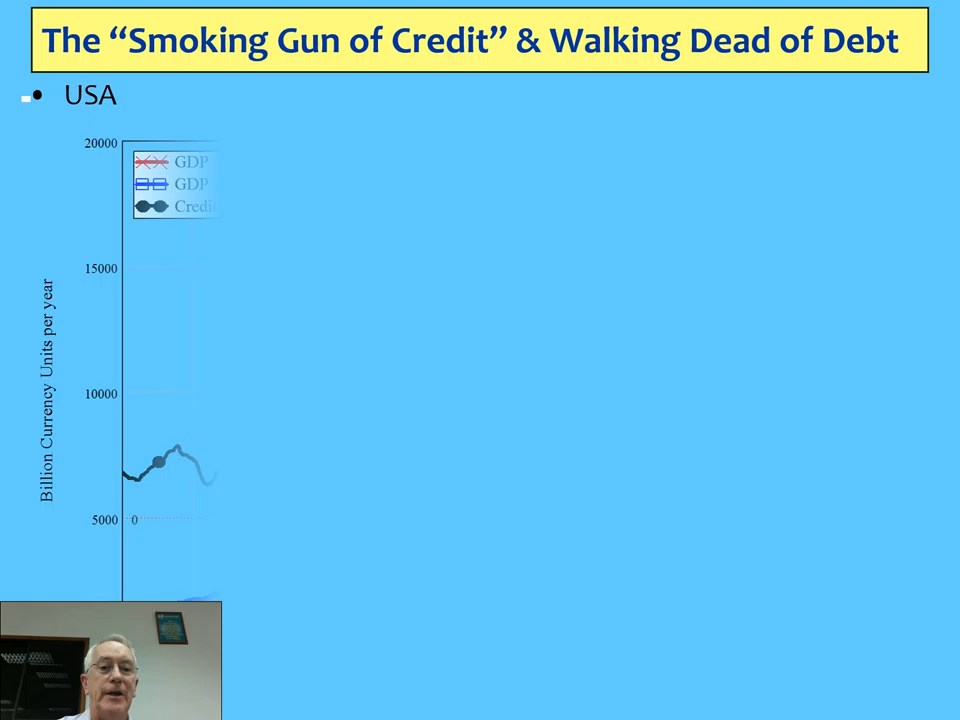 The “Smoking Gun of Credit” & Walking Dead of Debt
• USA
20000
GDP
GDP
Credit
15000
Billion Currency Units per year
10000
5000
0